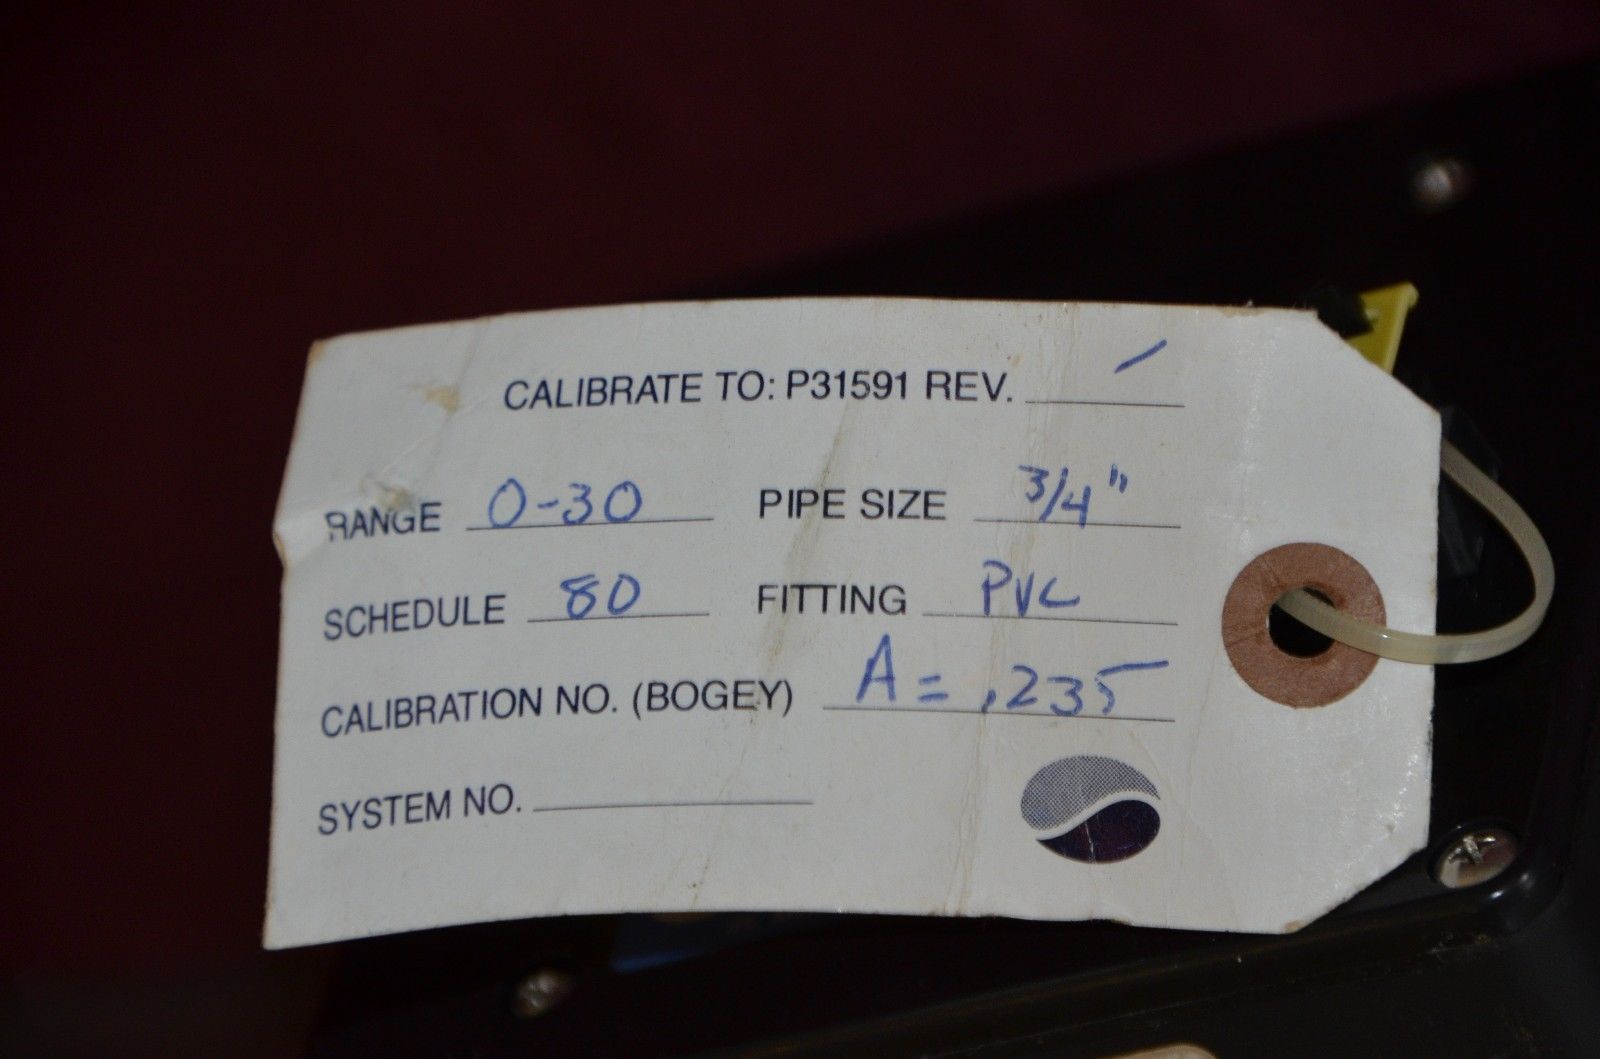 CALIBRATE TO: P31591 REV. -
RANGE 0-30 PIPE SIZE 3/4"
SCHEDULE 80 FITTING PVC
CALIBRATION NO. (BOGEY) A = .235
SYSTEM NO.